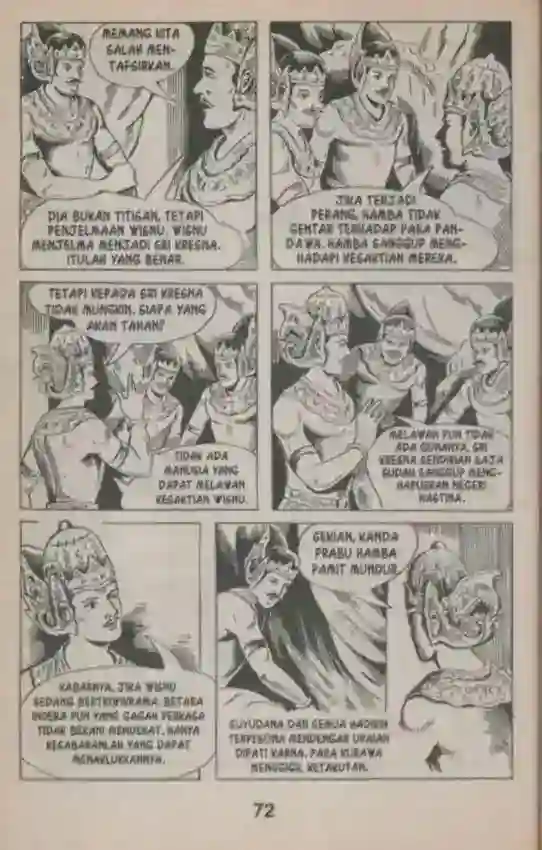 MEMANG KITA
SALAH MEN-
TAFSIRKAN.
DIA BUKAN TITISAN, TETAPI
PENJELMAAN WISNU. WISNU
MENJELMA MENJADI SRI KRESNA.
ITULAH YANG BENAR.
JIKA TERJADI
PERANG, HAMBA TIDAK
GENTAR TERHADAP PARA PAN-
DAWA. HAMBA SANGGUP MENG-
HADAPI KESAKTIAN MEREKA.
TETAPI KEPADA SRI KRESNA
TIDAK MUNGKIN. SIAPA YANG
AKAN TAHAN?
TIDAK ADA
MANUSIA YANG
DAPAT MELAWAN
KESAKTIAN WISNU.
MELAWAN PUN TIDAK
ADA GUNANYA. SRI
KRESNA SENDIRIAN SAJA
SUDAH SANGGUP MENG-
HAPUSKAN NEGERI
HASTINA.
KABARNYA, JIKA WISNU
SEDANG BERTRIWIKRAMA, BETARA
INDERA PUN YANG GAGAH PERKASA
TIDAK BERANI MENDEKAT. HANYA
KESABARANLAH YANG DAPAT
MENAKLUKKANNYA.
SEKIAN, KANDA
PRABU HAMBA
PAMIT MUNDUR.
SUYUDANA DAN SEMUA HADIRIN
TERPESONA MENDENGAR URAIAN
DIPATI KARNA. PARA KURAWA
MENGGIGIL KETAKUTAN.
72